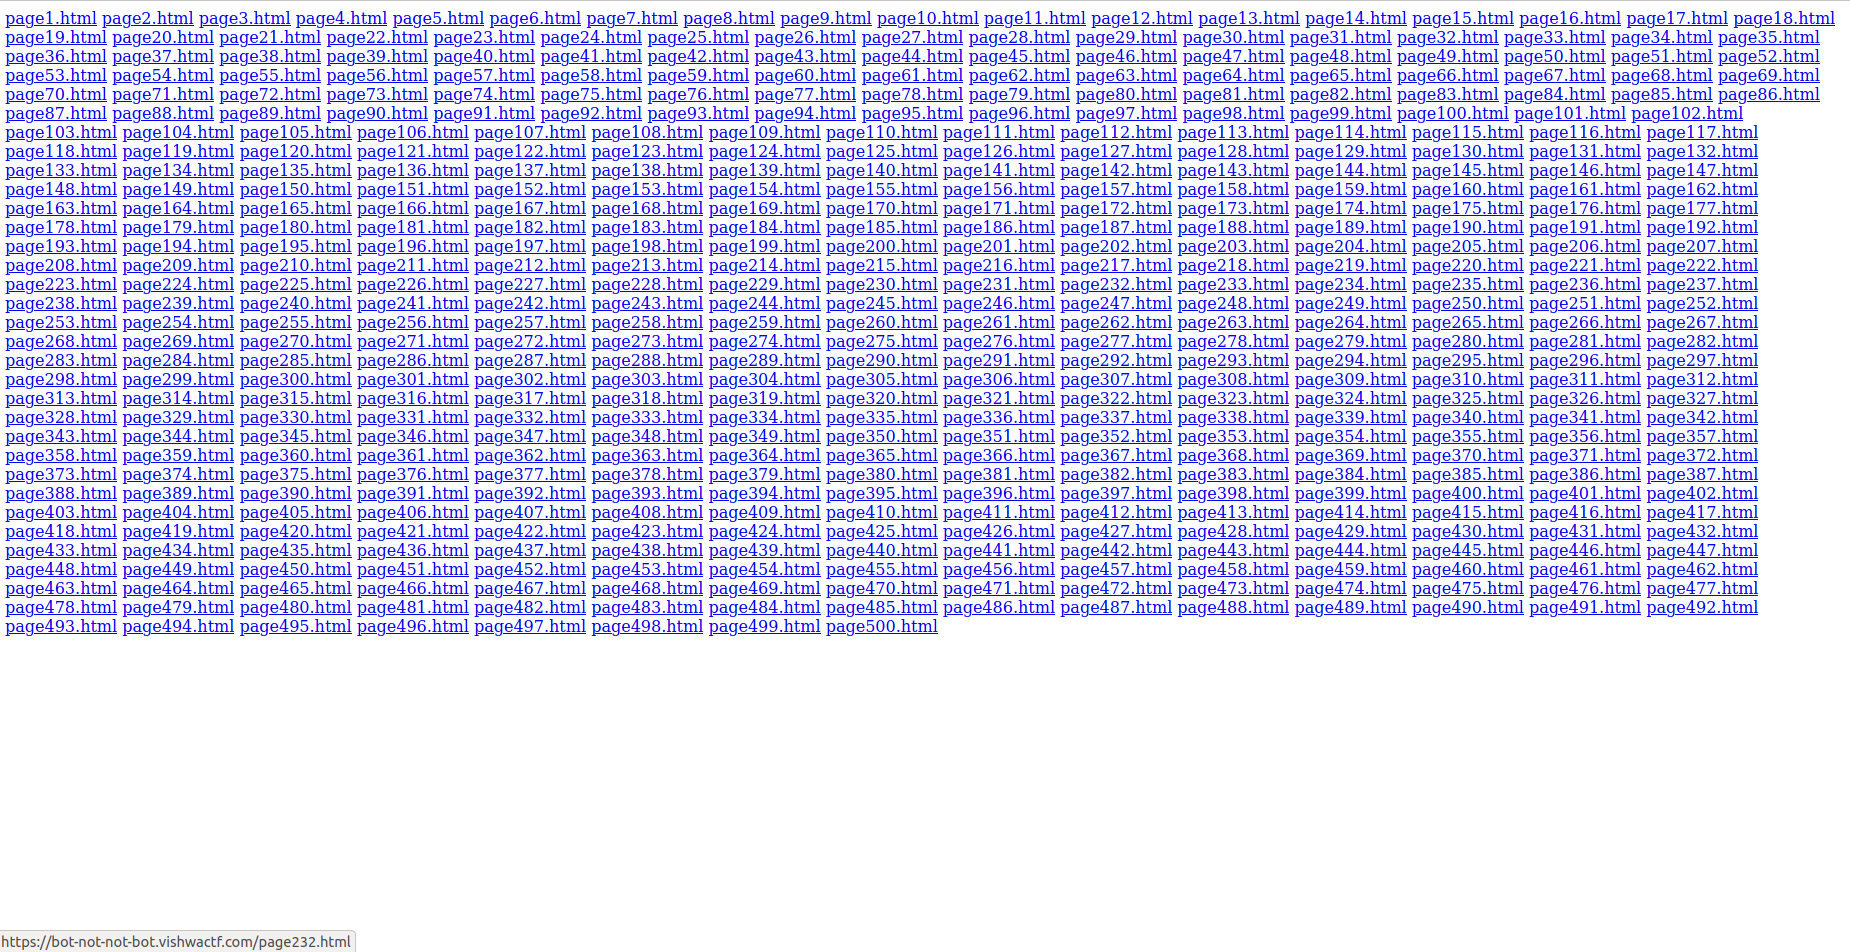 page1.html page2.html page3.html page4.html page5.html page6.html page7.html page8.html page9.html page10.html page11.html page12.html page13.html page14.html page15.html page16.html page17.html page18.html
page19.html page20.html page21.html page22.html page23.html page24.html page25.html page26.html page27.html page28.html page29.html page30.html page31.html page32.html page33.html page34.html page35.html
page36.html page37.html page38.html page39.html page40.html page41.html page42.html page43.html page44.html page45.html page46.html page47.html page48.html page49.html page50.html page51.html page52.html
page53.html page54.html page55.html page56.html page57.html page58.html page59.html page60.html page61.html page62.html page63.html page64.html page65.html page66.html page67.html page68.html page69.html
page70.html page71.html page72.html page73.html page74.html page75.html page76.html page77.html page78.html page79.html page80.html page81.html page82.html page83.html page84.html page85.html page86.html
page87.html page88.html page89.html page90.html page91.html page92.html page93.html page94.html page95.html page96.html page97.html page98.html page99.html page100.html page101.html page102.html
page103.html page104.html page105.html page106.html page107.html page108.html page109.html page110.html page111.html page112.html page113.html page114.html page115.html page116.html page117.html
page118.html page119.html page120.html page121.html page122.html page123.html page124.html page125.html page126.html page127.html page128.html page129.html page130.html page131.html page132.html
page133.html page134.html page135.html page136.html page137.html page138.html page139.html page140.html page141.html page142.html page143.html page144.html page145.html page146.html page147.html
page148.html page149.html page150.html page151.html page152.html page153.html page154.html page155.html page156.html page157.html page158.html page159.html page160.html page161.html page162.html
page163.html page164.html page165.html page166.html page167.html page168.html page169.html page170.html page171.html page172.html page173.html page174.html page175.html page176.html page177.html
page178.html page179.html page180.html page181.html page182.html page183.html page184.html page185.html page186.html page187.html page188.html page189.html page190.html page191.html page192.html
page193.html page194.html page195.html page196.html page197.html page198.html page199.html page200.html page201.html page202.html page203.html page204.html page205.html page206.html page207.html
page208.html page209.html page210.html page211.html page212.html page213.html page214.html page215.html page216.html page217.html page218.html page219.html page220.html page221.html page222.html
page223.html page224.html page225.html page226.html page227.html page228.html page229.html page230.html page231.html page232.html page233.html page234.html page235.html page236.html page237.html
page238.html page239.html page240.html page241.html page242.html page243.html page244.html page245.html page246.html page247.html page248.html page249.html page250.html page251.html page252.html
page253.html page254.html page255.html page256.html page257.html page258.html page259.html page260.html page261.html page262.html page263.html page264.html page265.html page266.html page267.html
page268.html page269.html page270.html page271.html page272.html page273.html page274.html page275.html page276.html page277.html page278.html page279.html page280.html page281.html page282.html
page283.html page284.html page285.html page286.html page287.html page288.html page289.html page290.html page291.html page292.html page293.html page294.html page295.html page296.html page297.html
page298.html page299.html page300.html page301.html page302.html page303.html page304.html page305.html page306.html page307.html page308.html page309.html page310.html page311.html page312.html
page313.html page314.html page315.html page316.html page317.html page318.html page319.html page320.html page321.html page322.html page323.html page324.html page325.html page326.html page327.html
page328.html page329.html page330.html page331.html page332.html page333.html page334.html page335.html page336.html page337.html page338.html page339.html page340.html page341.html page342.html
page343.html page344.html page345.html page346.html page347.html page348.html page349.html page350.html page351.html page352.html page353.html page354.html page355.html page356.html page357.html
page358.html page359.html page360.html page361.html page362.html page363.html page364.html page365.html page366.html page367.html page368.html page369.html page370.html page371.html page372.html
page373.html page374.html page375.html page376.html page377.html page378.html page379.html page380.html page381.html page382.html page383.html page384.html page385.html page386.html page387.html
page388.html page389.html page390.html page391.html page392.html page393.html page394.html page395.html page396.html page397.html page398.html page399.html page400.html page401.html page402.html
page403.html page404.html page405.html page406.html page407.html page408.html page409.html page410.html page411.html page412.html page413.html page414.html page415.html page416.html page417.html
page418.html page419.html page420.html page421.html page422.html page423.html page424.html page425.html page426.html page427.html page428.html page429.html page430.html page431.html page432.html
page433.html page434.html page435.html page436.html page437.html page438.html page439.html page440.html page441.html page442.html page443.html page444.html page445.html page446.html page447.html
page448.html page449.html page450.html page451.html page452.html page453.html page454.html page455.html page456.html page457.html page458.html page459.html page460.html page461.html page462.html
page463.html page464.html page465.html page466.html page467.html page468.html page469.html page470.html page471.html page472.html page473.html page474.html page475.html page476.html page477.html
page478.html page479.html page480.html page481.html page482.html page483.html page484.html page485.html page486.html page487.html page488.html page489.html page490.html page491.html page492.html
page493.html page494.html page495.html page496.html page497.html page498.html page499.html page500.html
https://bot-not-not-bot.vishwactf.com/page232.html